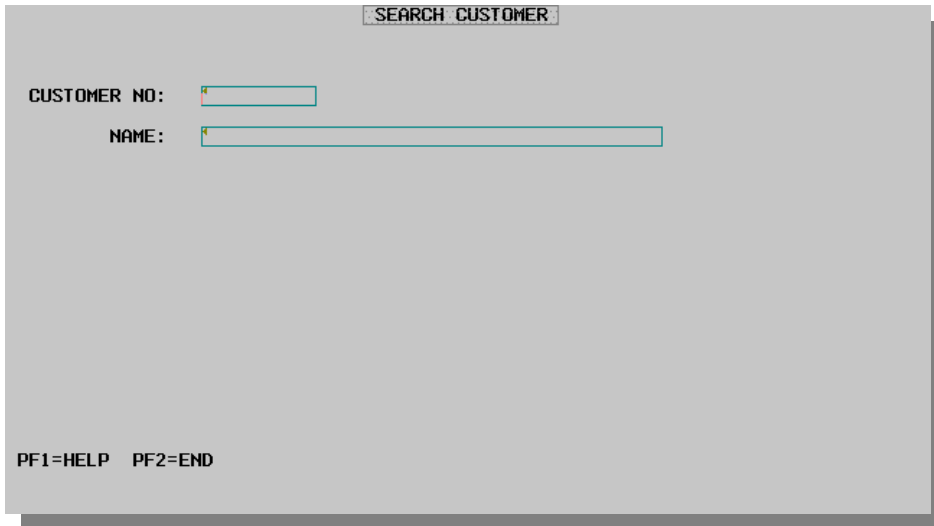 SEARCH CUSTOMER
CUSTOMER NO:
NAME:
PF1=HELP PF2=END